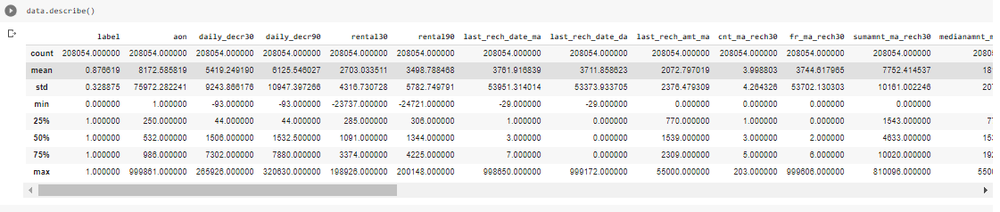 data.describe()
label aon daily_decr30 daily_decr90 rental30 rental90 last_rech_date_ma last_rech_date_da last_rech_amt_ma cnt_ma_rech30 fr_ma_rech30 sumamnt_ma_rech30 medianamnt_m
count 208054.000000 208054.000000 208054.000000 208054.000000 208054.000000 208054.000000 208054.000000 208054.000000 208054.000000 208054.000000 208054.000000 208054.000000 2080
mean 0.876619 8172.585819 5419.249190 6125.546027 2703.033511 3498.788468 3761.916839 3711.858623 2072.797019 3.998803 3744.617965 7752.414537 18
std 0.328875 75972.282241 9243.866176 10947.397266 4316.730728 5782.749791 53951.314014 53373.933705 2376.479309 4.264326 53702.130303 10161.002246 20
min 0.000000 1.000000 -93.000000 -93.000000 -23737.000000 -24721.000000 -29.000000 -29.000000 0.000000 0.000000 0.000000 0.000000
25% 1.000000 250.000000 44.000000 44.000000 285.000000 306.000000 1.000000 0.000000 770.000000 1.000000 0.000000 1543.000000 7
50% 1.000000 532.000000 1506.000000 1532.500000 1091.000000 1344.000000 3.000000 0.000000 1539.000000 3.000000 2.000000 4633.000000 15
75% 1.000000 986.000000 7302.000000 7880.000000 3374.000000 4225.000000 7.000000 0.000000 2309.000000 5.000000 6.000000 10020.000000 19
max 1.000000 999861.000000 265926.000000 320630.000000 198926.000000 200148.000000 998650.000000 999172.000000 55000.000000 203.000000 999606.000000 810096.000000 550